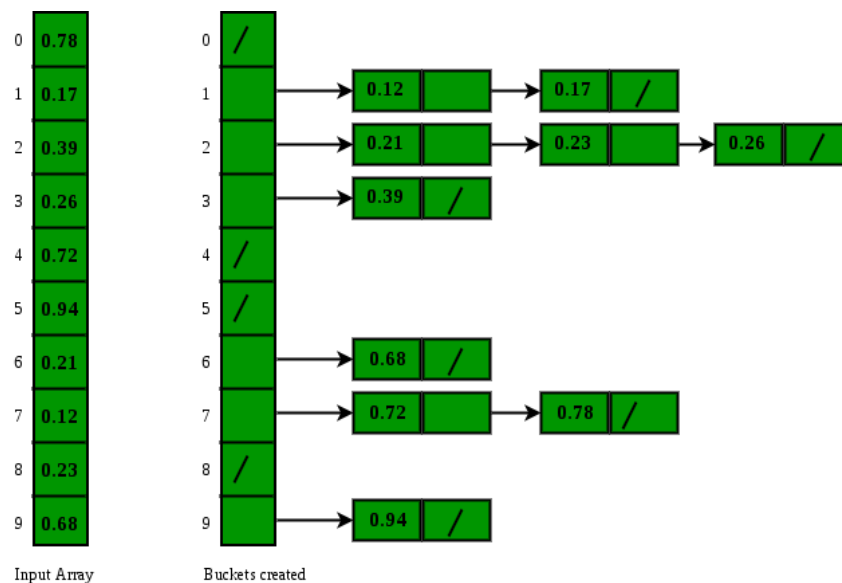 0 0.78 0 /
1 0.17 1 0.12 0.17 /
2 0.39 2 0.21 0.23 0.26 /
3 0.26 3 0.39 /
4 0.72 4 /
5 0.94 5 /
6 0.21 6 0.68 /
7 0.12 7 0.72 0.78 /
8 0.23 8 /
9 0.68 9 0.94 /
Input Array Buckets created